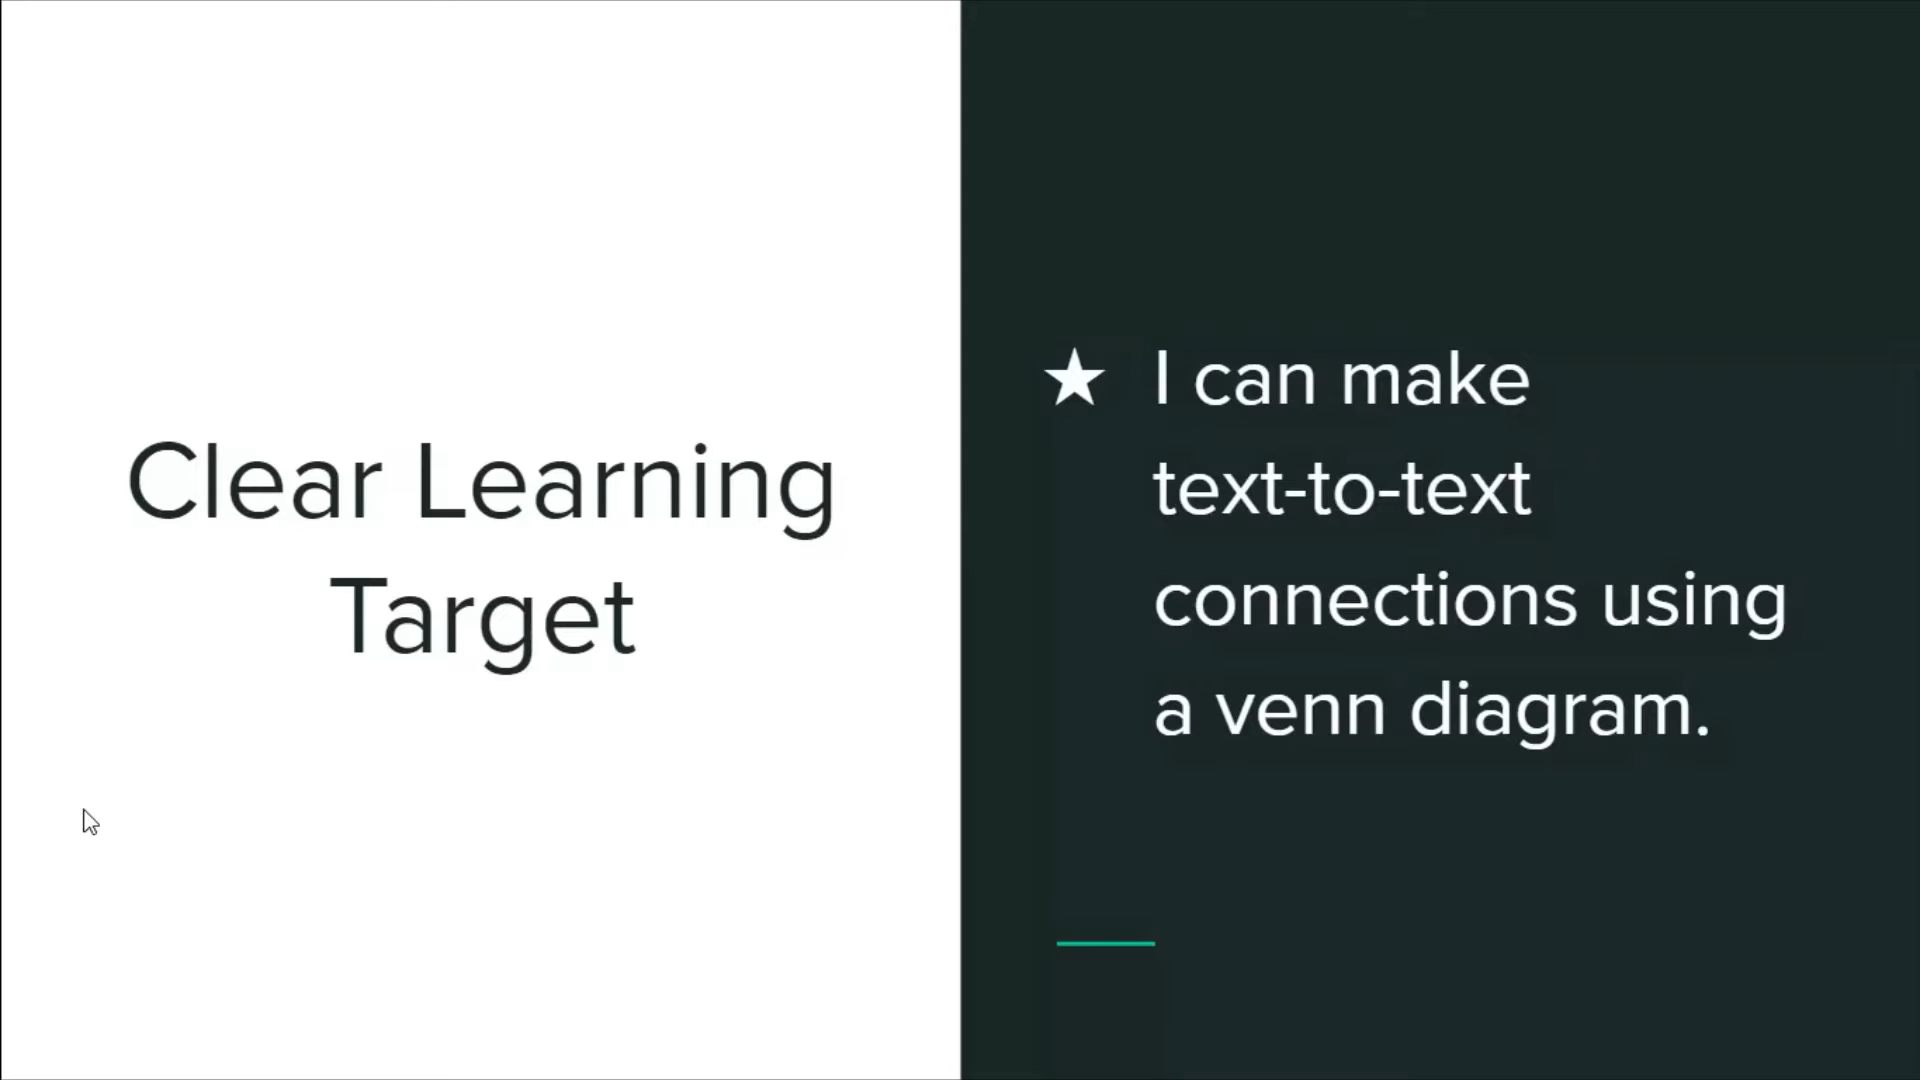 Clear Learning
Target
★ I can make
text-to-text
connections using
a venn diagram.